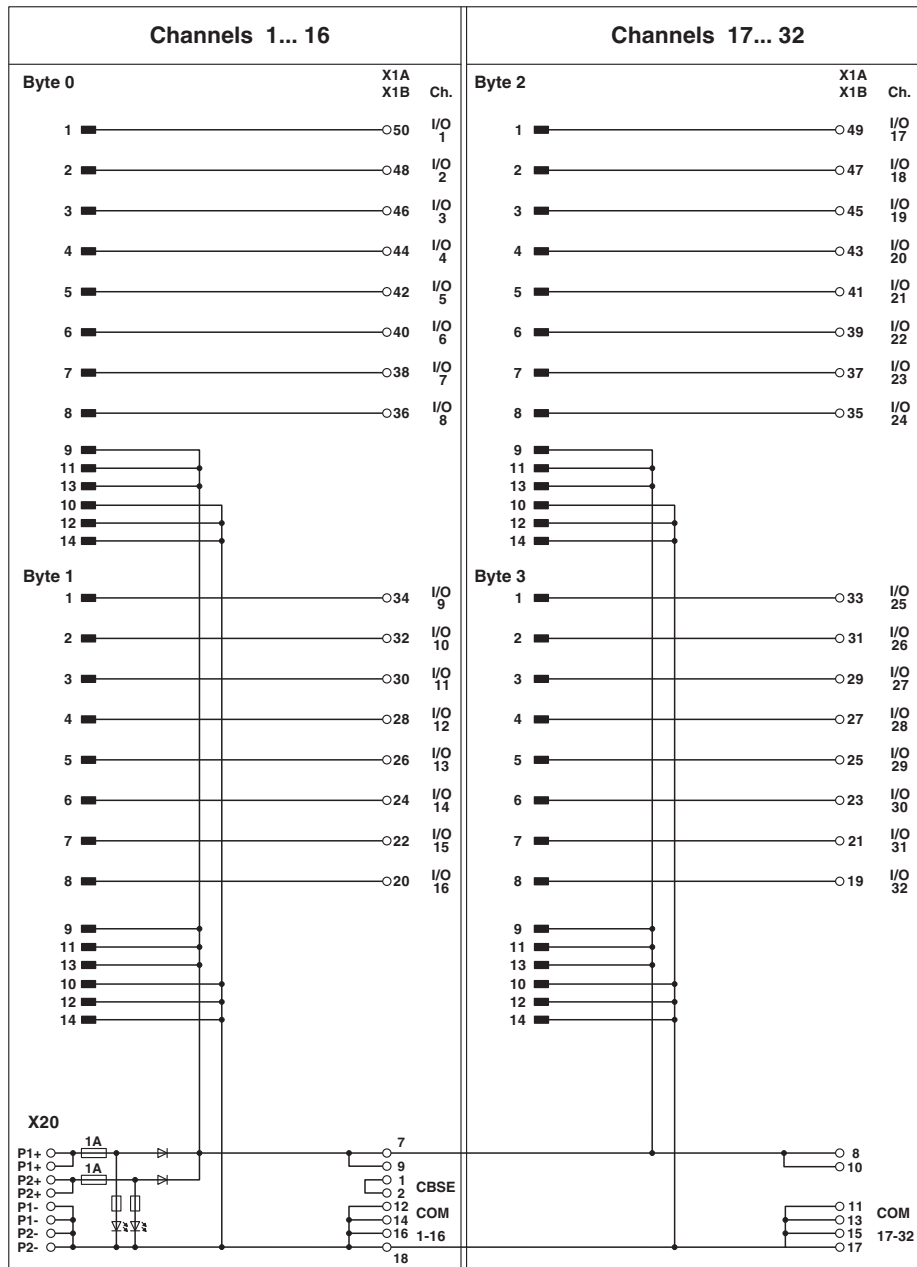 Channels 1... 16
Byte 0
X1A
X1B Ch.
1 50 I/O 1
2 48 I/O 2
3 46 I/O 3
4 44 I/O 4
5 42 I/O 5
6 40 I/O 6
7 38 I/O 7
8 36 I/O 8
9
11
13
10
12
14
Byte 1
1 34 I/O 9
2 32 I/O 10
3 30 I/O 11
4 28 I/O 12
5 26 I/O 13
6 24 I/O 14
7 22 I/O 15
8 20 I/O 16
9
11
13
10
12
14
X20
P1+ 1A 7
P1+ 9
P2+ 1A 1 CBSE
P2+ 2
P1- 12 COM
P1- 14
P2- 16 1-16
P2- 18
Channels 17... 32
Byte 2
X1A
X1B Ch.
1 49 I/O 17
2 47 I/O 18
3 45 I/O 19
4 43 I/O 20
5 41 I/O 21
6 39 I/O 22
7 37 I/O 23
8 35 I/O 24
9
11
13
10
12
14
Byte 3
1 33 I/O 25
2 31 I/O 26
3 29 I/O 27
4 27 I/O 28
5 25 I/O 29
6 23 I/O 30
7 21 I/O 31
8 19 I/O 32
9
11
13
10
12
14
8
10
11
13 COM
15
17 17-32